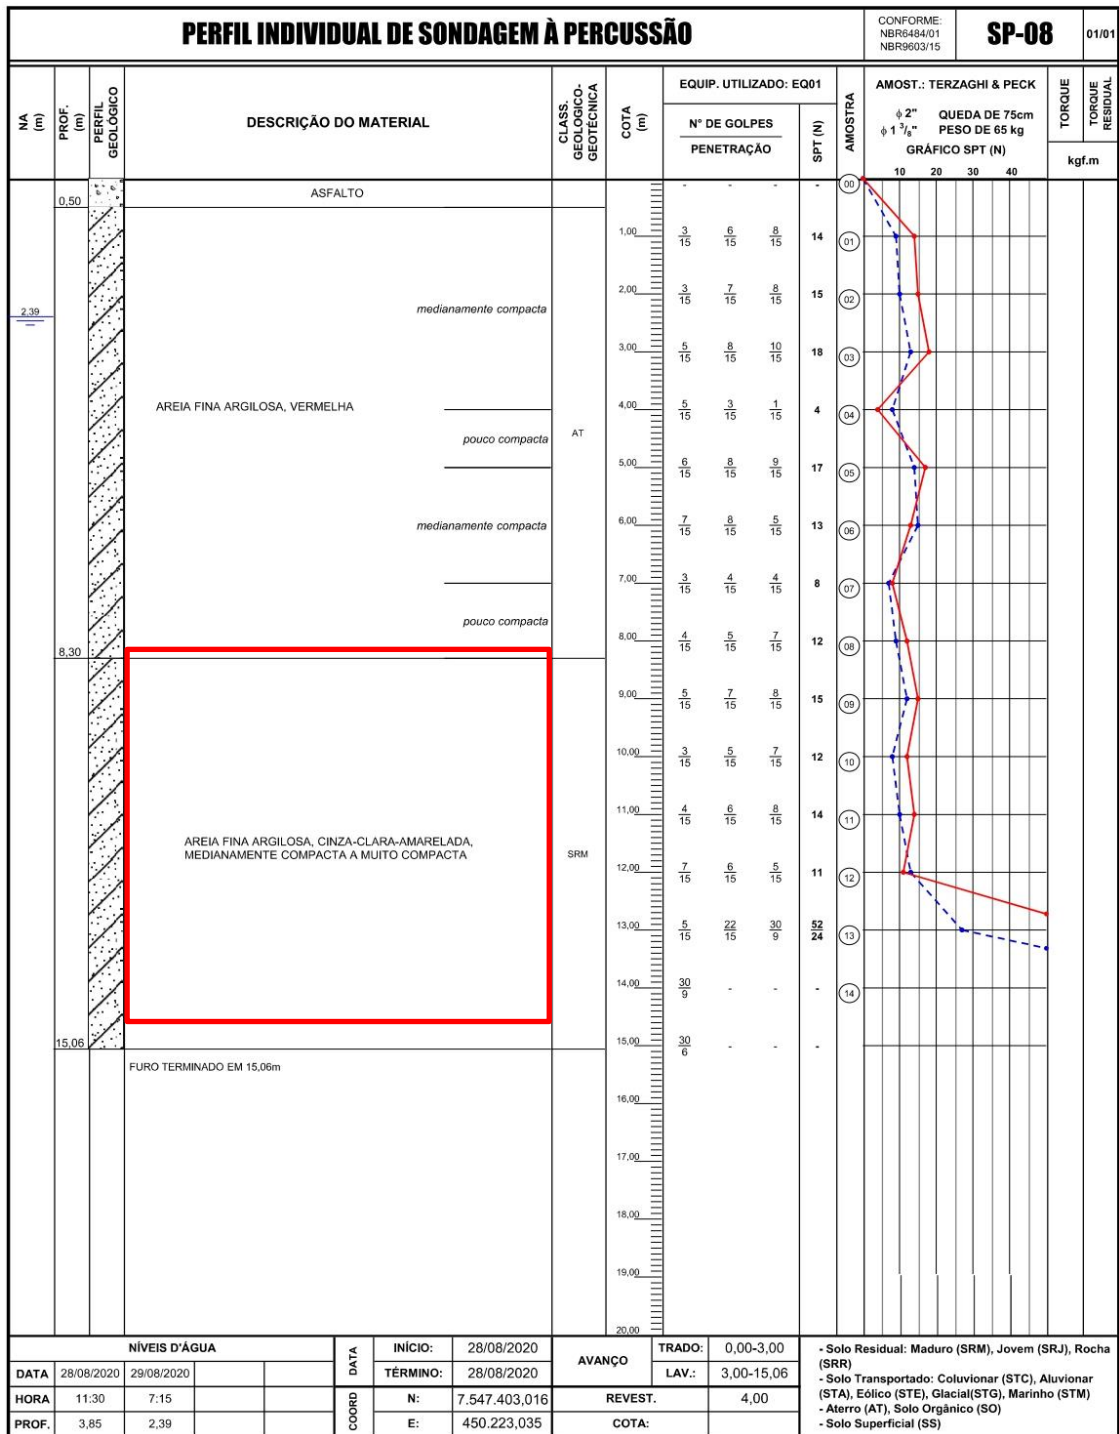 PERFIL INDIVIDUAL DE SONDAGEM À PERCUSSÃO
CONFORME:
NBR6484/01
NBR9603/15
SP-08
01/01
NA (m)
PROF. (m)
PERFIL GEOLÓGICO
DESCRIÇÃO DO MATERIAL
CLASS. GEOLOGICO-GEOTÉCNICA
COTA (m)
EQUIP. UTILIZADO: EQ01
N° DE GOLPES
PENETRAÇÃO
SPT (N)
AMOSTRA
AMOST.: TERZAGHI & PECK
ϕ 2" QUEDA DE 75cm
ϕ 1 3/8" PESO DE 65 kg
GRÁFICO SPT (N)
10 20 30 40
TORQUE
TORQUE RESIDUAL
kgf.m
ASFALTO
- - - - 00
0,50
1,00 3/15 6/15 8/15 14 01
2,00 3/15 7/15 8/15 15 02
medianamente compacta
2,39
3,00 5/15 8/15 10/15 18 03
AREIA FINA ARGILOSA, VERMELHA
4,00 5/15 3/15 1/15 4 04
AT
pouco compacta
5,00 6/15 8/15 9/15 17 05
medianamente compacta
6,00 7/15 8/15 5/15 13 06
7,00 3/15 4/15 4/15 8 07
pouco compacta
8,00 4/15 5/15 7/15 12 08
8,30
9,00 5/15 7/15 8/15 15 09
10,00 3/15 5/15 7/15 12 10
11,00 4/15 6/15 8/15 14 11
AREIA FINA ARGILOSA, CINZA-CLARA-AMARELADA,
MEDIANAMENTE COMPACTA A MUITO COMPACTA
SRM
12,00 7/15 6/15 5/15 11 12
13,00 5/15 22/15 30/9 52/24 13
14,00 30/9 - - - 14
15,00 30/6 - - -
15,06
FURO TERMINADO EM 15,06m
16,00
17,00
18,00
19,00
20,00
NÍVEIS D'ÁGUA
DATA 28/08/2020 29/08/2020
HORA 11:30 7:15
PROF. 3,85 2,39
DATA
INÍCIO: 28/08/2020
TÉRMINO: 28/08/2020
COORD
N: 7.547.403,016
E: 450.223,035
AVANÇO
TRADO: 0,00-3,00
LAV.: 3,00-15,06
REVEST. 4,00
COTA:
- Solo Residual: Maduro (SRM), Jovem (SRJ), Rocha
(SRR)
- Solo Transportado: Coluvionar (STC), Aluvionar
(STA), Eólico (STE), Glacial(STG), Marinho (STM)
- Aterro (AT), Solo Orgânico (SO)
- Solo Superficial (SS)